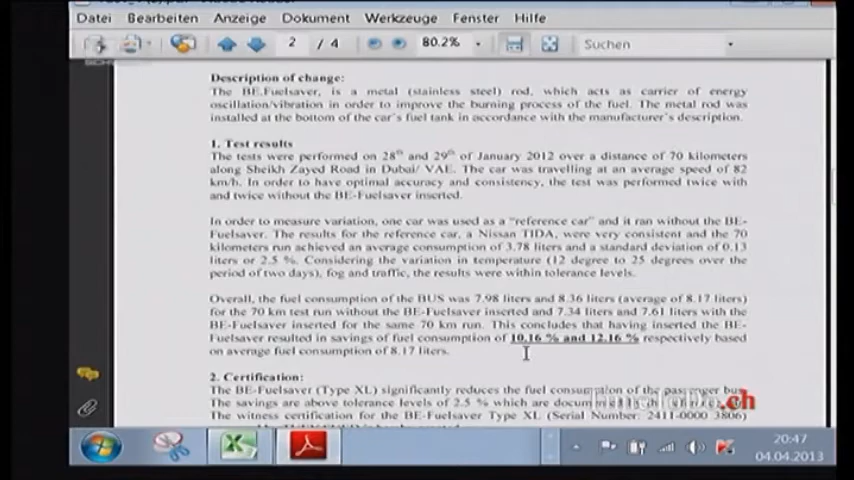 Datei Bearbeiten Anzeige Dokument Werkzeuge Fenster Hilfe
2 / 4 80.2% Suchen
Description of change:
The BE.Fuelsaver, is a metal (stainless steel) rod, which acts as carrier of energy
oscillation/vibration in order to improve the burning process of the fuel. The metal rod was
installed at the bottom of the car's fuel tank in accordance with the manufacturer's description.
1. Test results
The tests were performed on 28th and 29th of January 2012 over a distance of 70 kilometers
along Sheikh Zayed Road in Dubai/ VAE. The car was travelling at an average speed of 82
km/h. In order to have optimal accuracy and consistency, the test was performed twice with
and twice without the BE-Fuelsaver inserted.
In order to measure variation, one car was used as a "reference car" and it ran without the BE-
Fuelsaver. The results for the reference car, a Nissan TIDA, were very consistent and the 70
kilometers run achieved an average consumption of 3.78 liters and a standard deviation of 0.13
liters or 2.5 %. Considering the variation in temperature (12 degree to 25 degrees over the
period of two days), fog and traffic, the results were within tolerance levels.
Overall, the fuel consumption of the BUS was 7.98 liters and 8.36 liters (average of 8.17 liters)
for the 70 km test run without the BE-Fuelsaver inserted and 7.34 liters and 7.61 liters with the
BE-Fuelsaver inserted for the same 70 km run. This concludes that having inserted the BE-
Fuelsaver resulted in savings of fuel consumption of 10.16 % and 12.16 % respectively based
on average fuel consumption of 8.17 liters.
2. Certification:
The BE-Fuelsaver (Type XL) significantly reduces the fuel consumption of the passenger bus.
The savings are above tolerance levels of 2.5 % which are
.ch
The witness certification for the BE-Fuelsaver Type XL (Serial Number: 2411-0000 3806)
20:47
04.04.2013